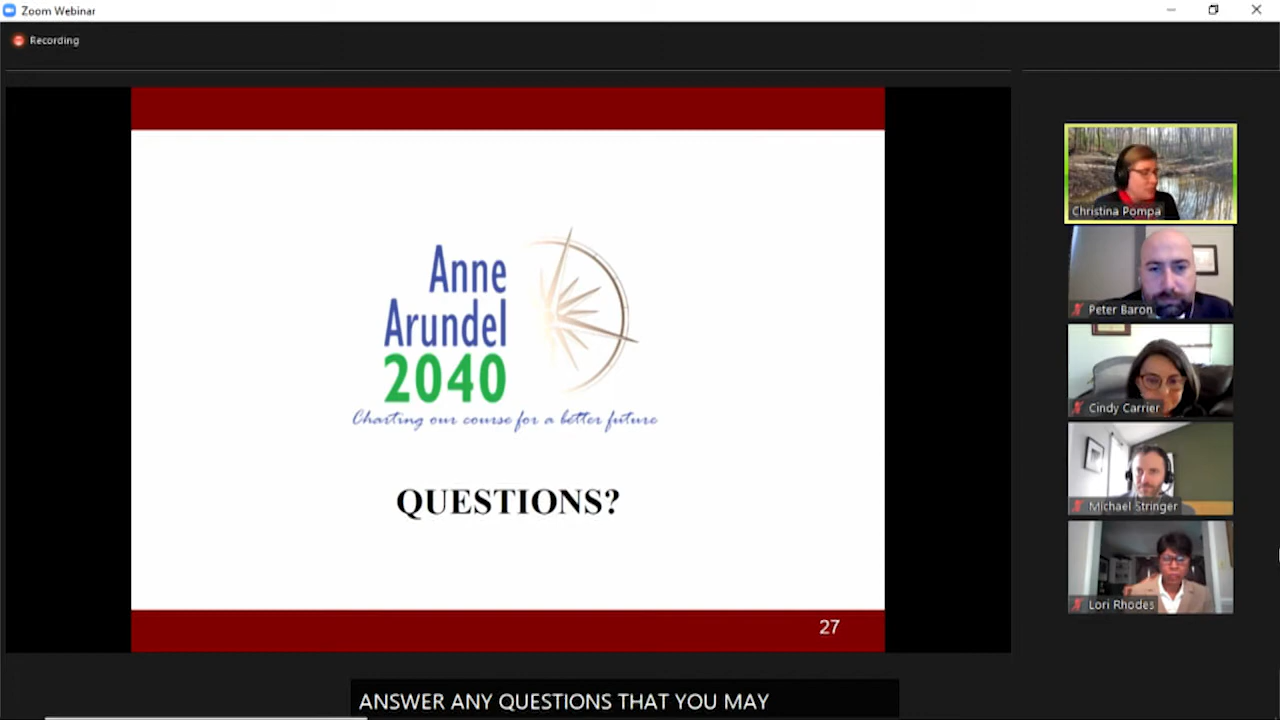 Zoom Webinar
Recording
Anne
Arundel
2040
Charting our course for a better future
QUESTIONS?
27
Christina Pompa
Peter Baron
Cindy Carrier
Michael Stringer
Lori Rhodes
ANSWER ANY QUESTIONS THAT YOU MAY